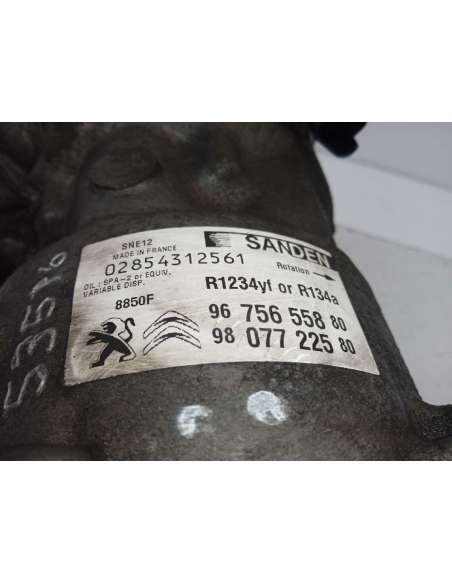 SNE12
MADE IN FRANCE
SANDEN
02854312561
Rotation
OIL : SPA-2 or EQUIV.
VARIABLE DISP.
R1234yf or R134a
8850F
96 756 558 80
98 077 225 80